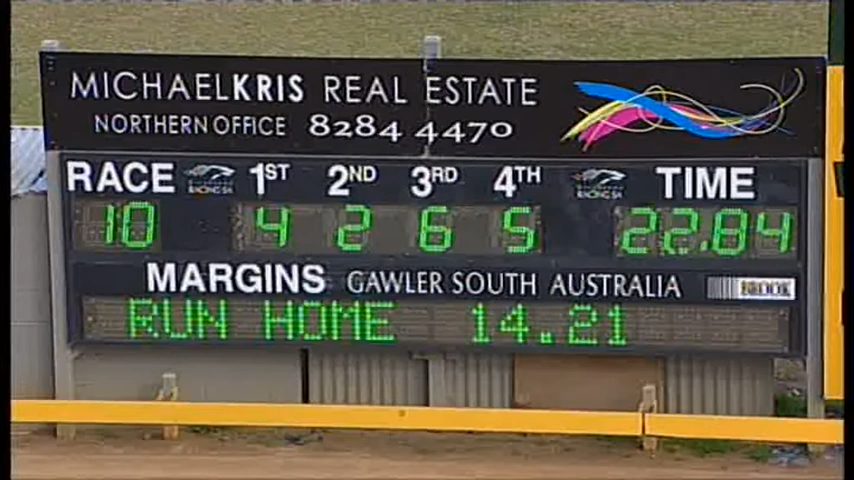 MICHAELKRIS REAL ESTATE
NORTHERN OFFICE 8284 4470
RACE 1ST 2ND 3RD 4TH TIME
10 4 2 6 5 22.84
MARGINS GAWLER SOUTH AUSTRALIA BROOK
RUN HOME 14.21